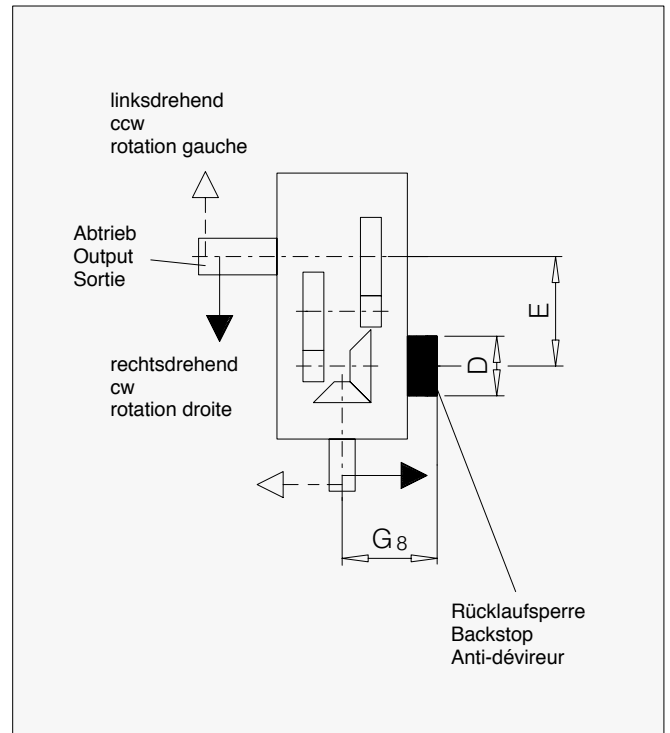 linksdrehend
ccw
rotation gauche
Abtrieb
Output
Sortie
E
D
rechtsdrehend
cw
rotation droite
G8
Rücklaufsperre
Backstop
Anti-dévireur